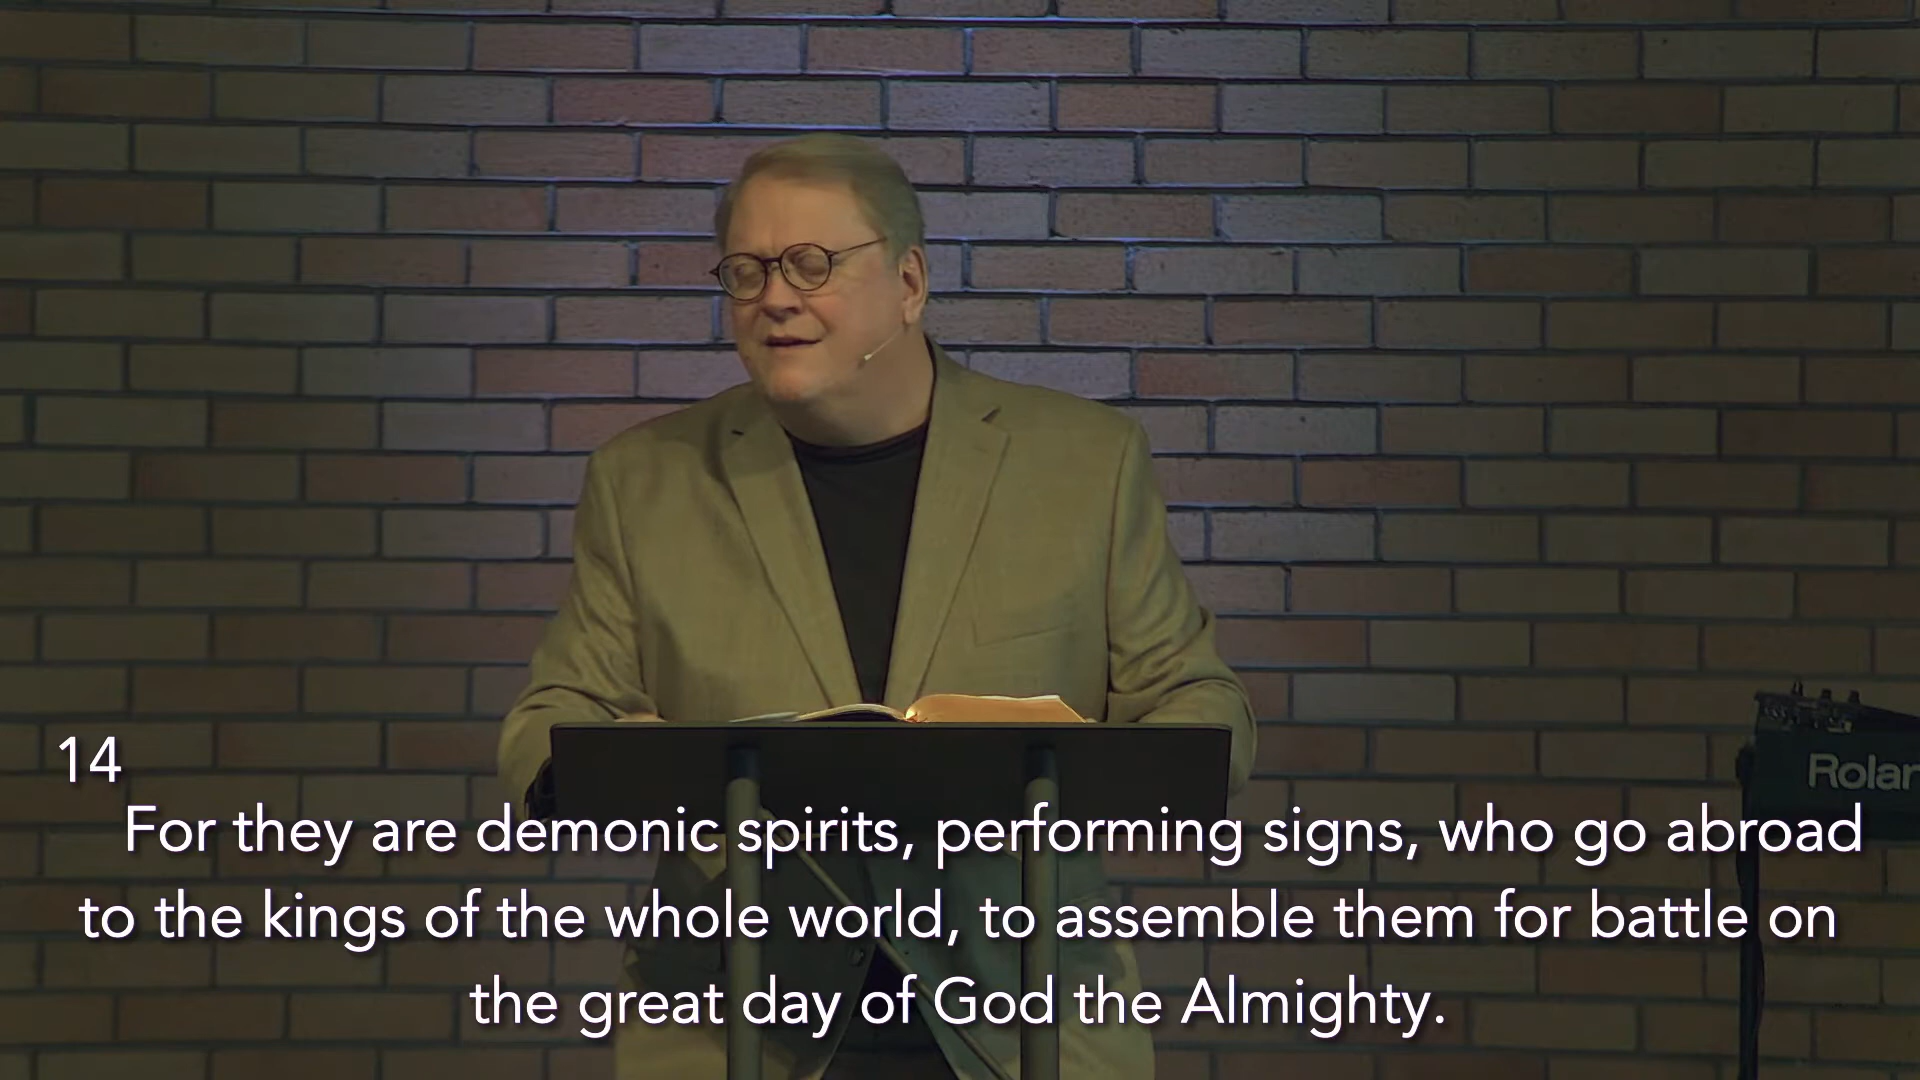 14
For they are demonic spirits, performing signs, who go abroad
to the kings of the whole world, to assemble them for battle on
the great day of God the Almighty.
Rolan